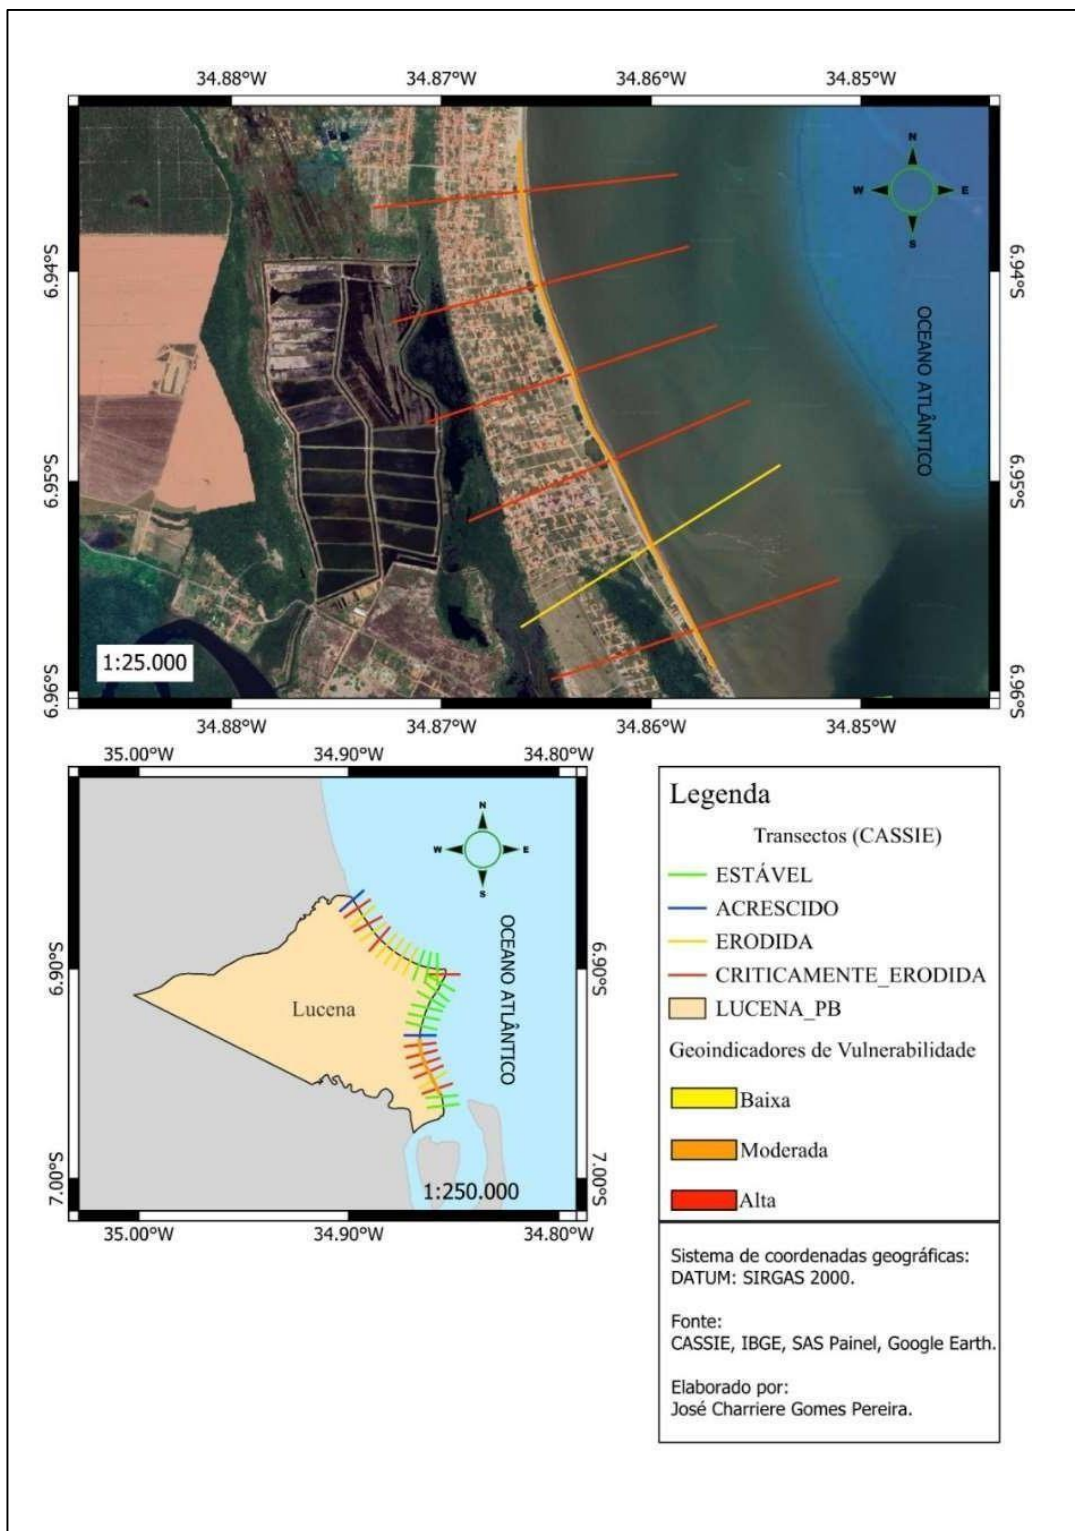 34.88°W 34.87°W 34.86°W 34.85°W
N
W E
S
6.94°S 6.94°S
OCEANO ATLÂNTICO
6.95°S 6.95°S
1:25.000
6.96°S 6.96°S
34.88°W 34.87°W 34.86°W 34.85°W
35.00°W 34.90°W 34.80°W
N
W E
S
OCEANO ATLÂNTICO
6.90°S 6.90°S
Lucena
7.00°S 7.00°S
1:250.000
35.00°W 34.90°W 34.80°W
Legenda
Transectos (CASSIE)
ESTÁVEL
ACRESCIDO
ERODIDA
CRITICAMENTE_ERODIDA
LUCENA_PB
Geoindicadores de Vulnerabilidade
Baixa
Moderada
Alta
Sistema de coordenadas geográficas:
DATUM: SIRGAS 2000.
Fonte:
CASSIE, IBGE, SAS Painel, Google Earth.
Elaborado por:
José Charriere Gomes Pereira.